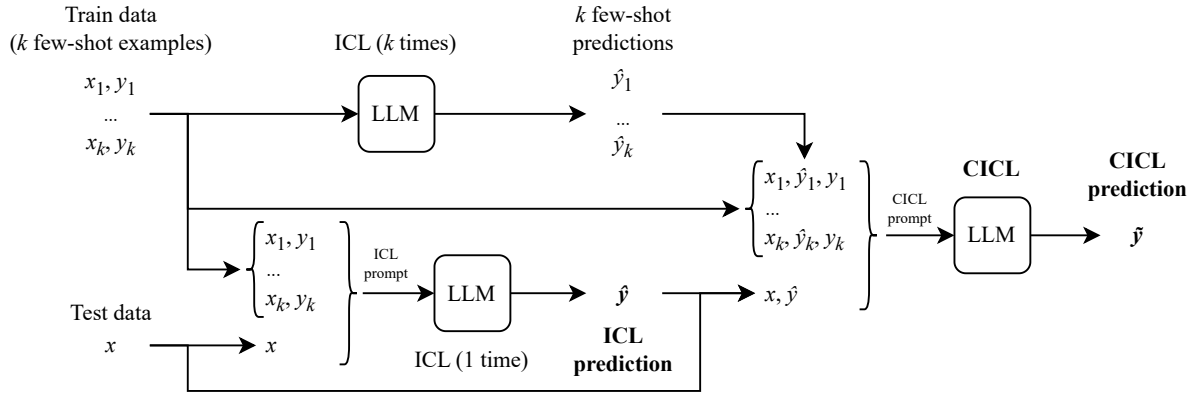 Train data
(k few-shot examples)
x₁, y₁
...
xₖ, yₖ
ICL (k times)
LLM
k few-shot
predictions
ŷ₁
...
ŷₖ
x₁, ŷ₁, y₁
...
xₖ, ŷₖ, yₖ
CICL
prompt
CICL
LLM
CICL
prediction
ỹ
x₁, y₁
...
xₖ, yₖ
ICL
prompt
LLM
ŷ
x, ŷ
Test data
x
x
ICL (1 time)
ICL
prediction